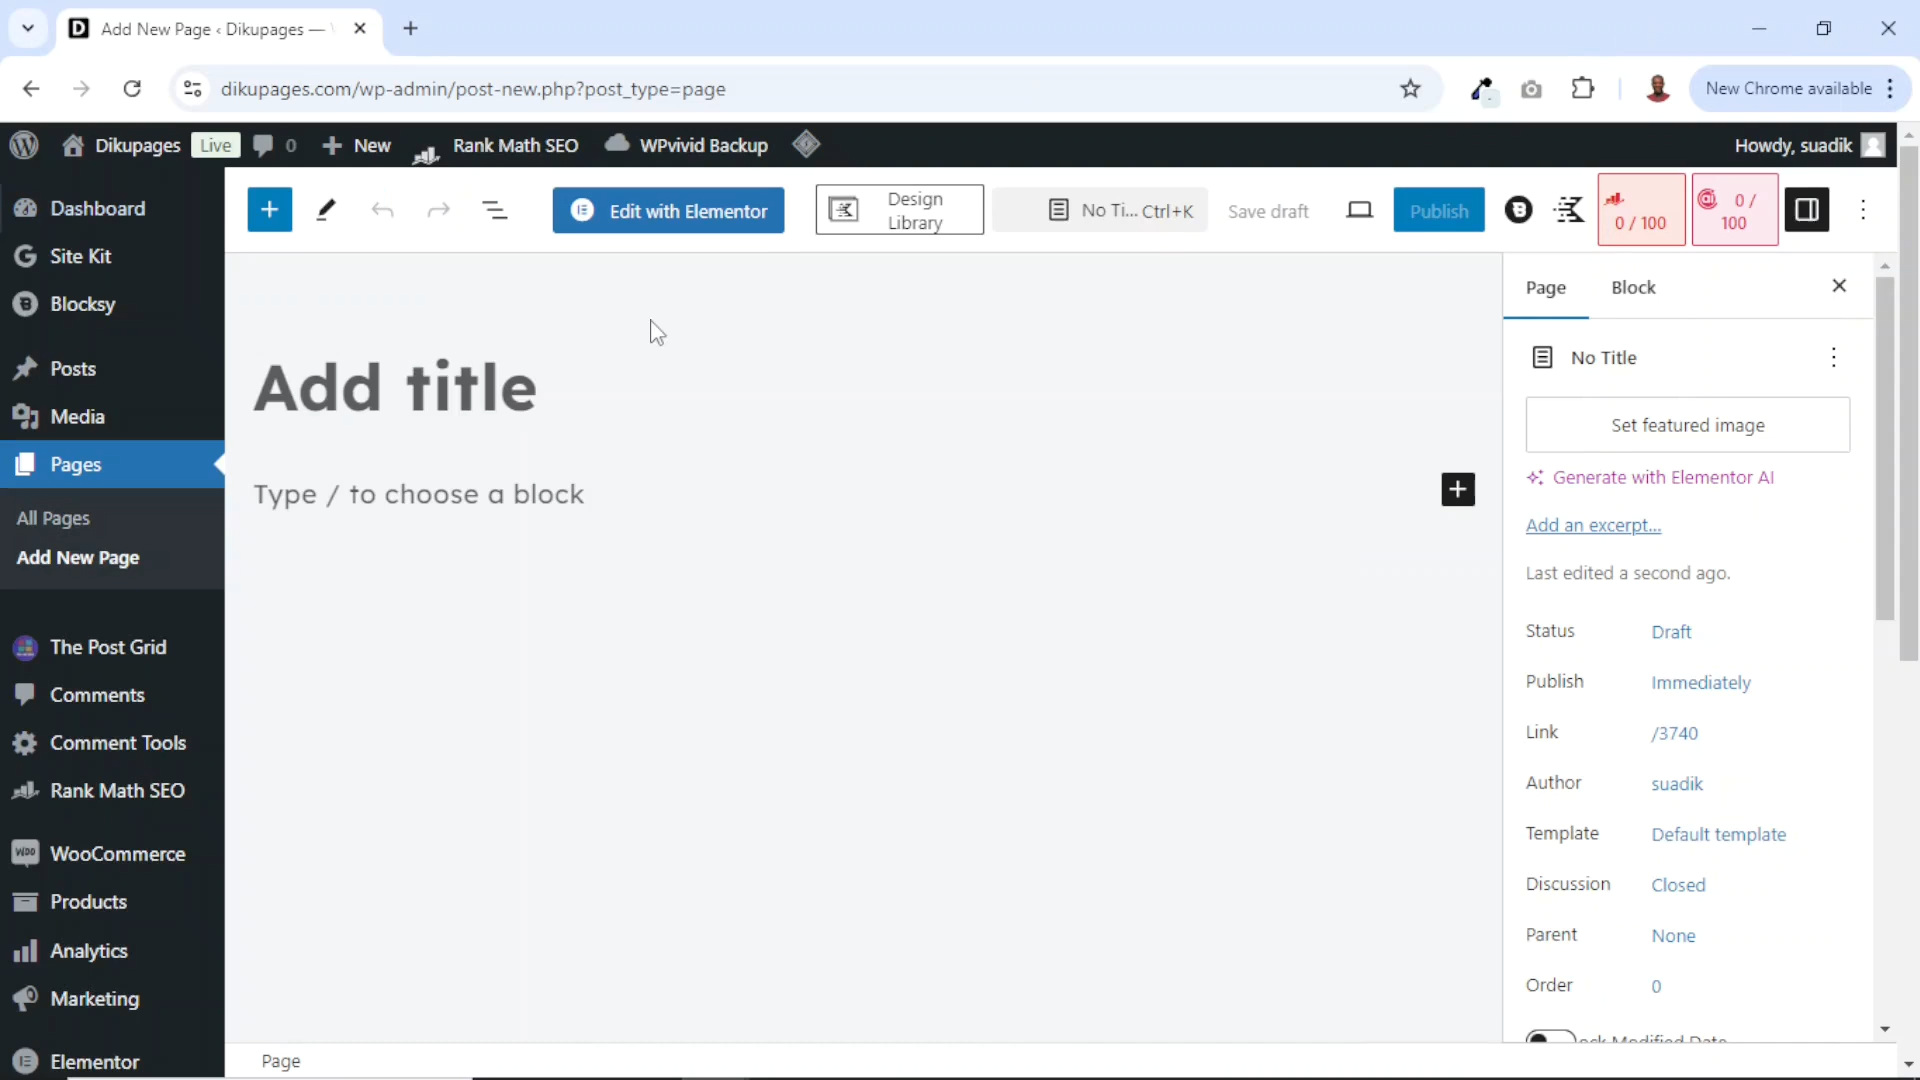 Add New Page ‹ Dikupages —
dikupages.com/wp-admin/post-new.php?post_type=page
New Chrome available
Dikupages Live 0 New Rank Math SEO WPvivid Backup
Howdy, suadik
Dashboard
Site Kit
Blocksy
Posts
Media
Pages
All Pages
Add New Page
The Post Grid
Comments
Comment Tools
Rank Math SEO
WooCommerce
Products
Analytics
Marketing
Elementor
Edit with Elementor
Design
Library
No Ti... Ctrl+K
Save draft
Publish
0 / 100
0 /
100
Add title
Type / to choose a block
Page
Page Block
No Title
Set featured image
Generate with Elementor AI
Add an excerpt...
Last edited a second ago.
Status Draft
Publish Immediately
Link /3740
Author suadik
Template Default template
Discussion Closed
Parent None
Order 0
Modified Date